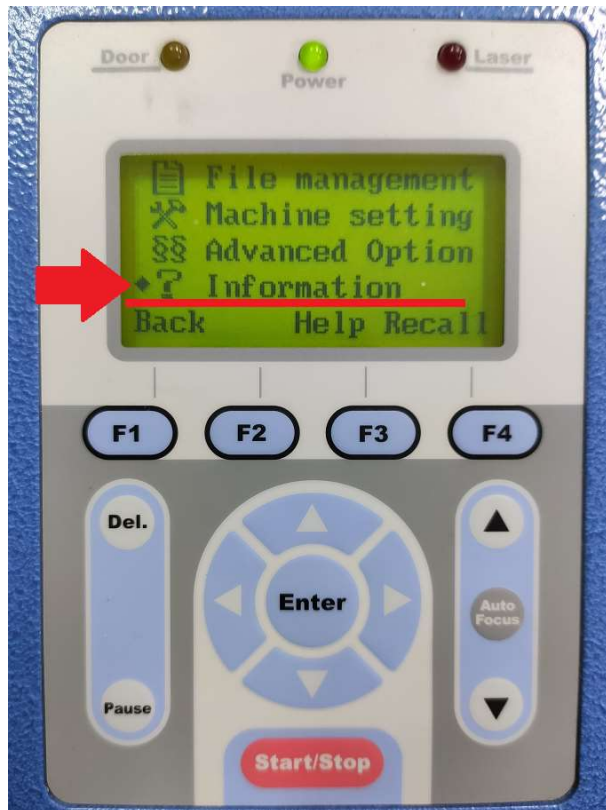 Door
Power
Laser
File management
Machine setting
§§ Advanced Option
? Information
Back Help Recall
F1 F2 F3 F4
Del.
Enter
Auto
Focus
Pause
Start/Stop